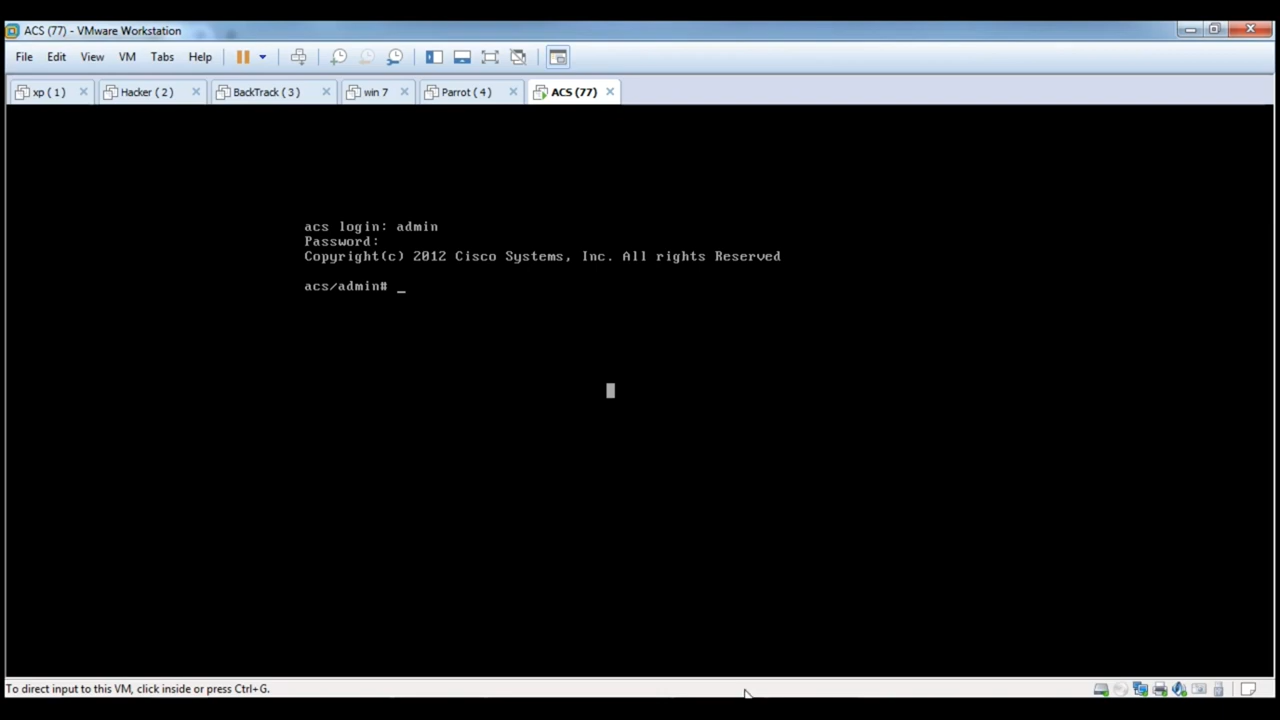 ACS (77) - VMware Workstation
File Edit View VM Tabs Help
xp ( 1 ) Hacker ( 2 ) BackTrack ( 3 ) win 7 Parrot ( 4 ) ACS (77)
acs login: admin
Password:
Copyright(c) 2012 Cisco Systems, Inc. All rights Reserved
acs/admin# _
To direct input to this VM, click inside or press Ctrl+G.